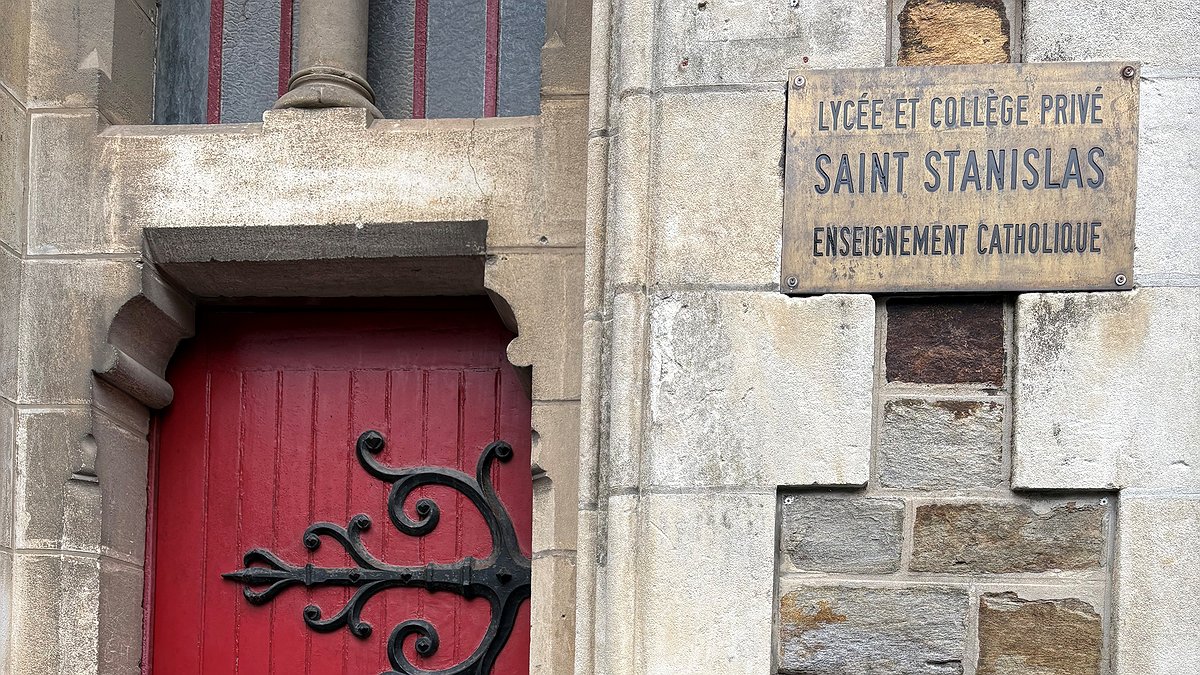 LYCÉE ET COLLÈGE PRIVÉ
SAINT STANISLAS
ENSEIGNEMENT CATHOLIQUE